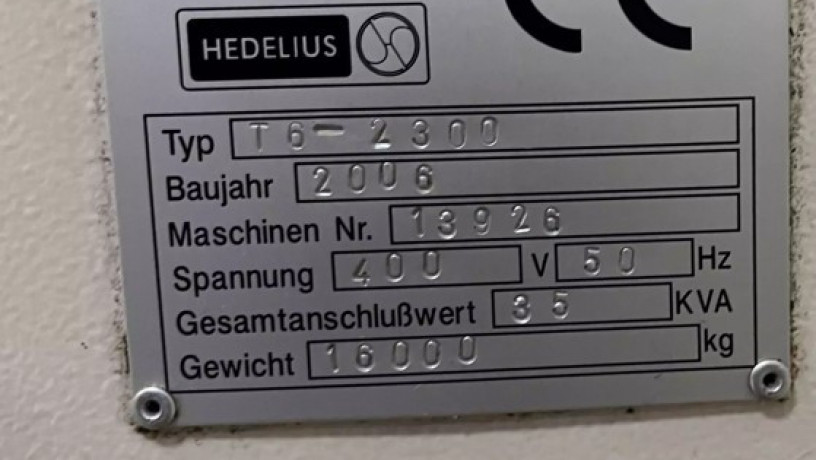 CE
HEDELIUS
Typ T6-2300
Baujahr 2006
Maschinen Nr. 13926
Spannung 400 V 50 Hz
Gesamtanschlußwert 35 KVA
Gewicht 16000 kg